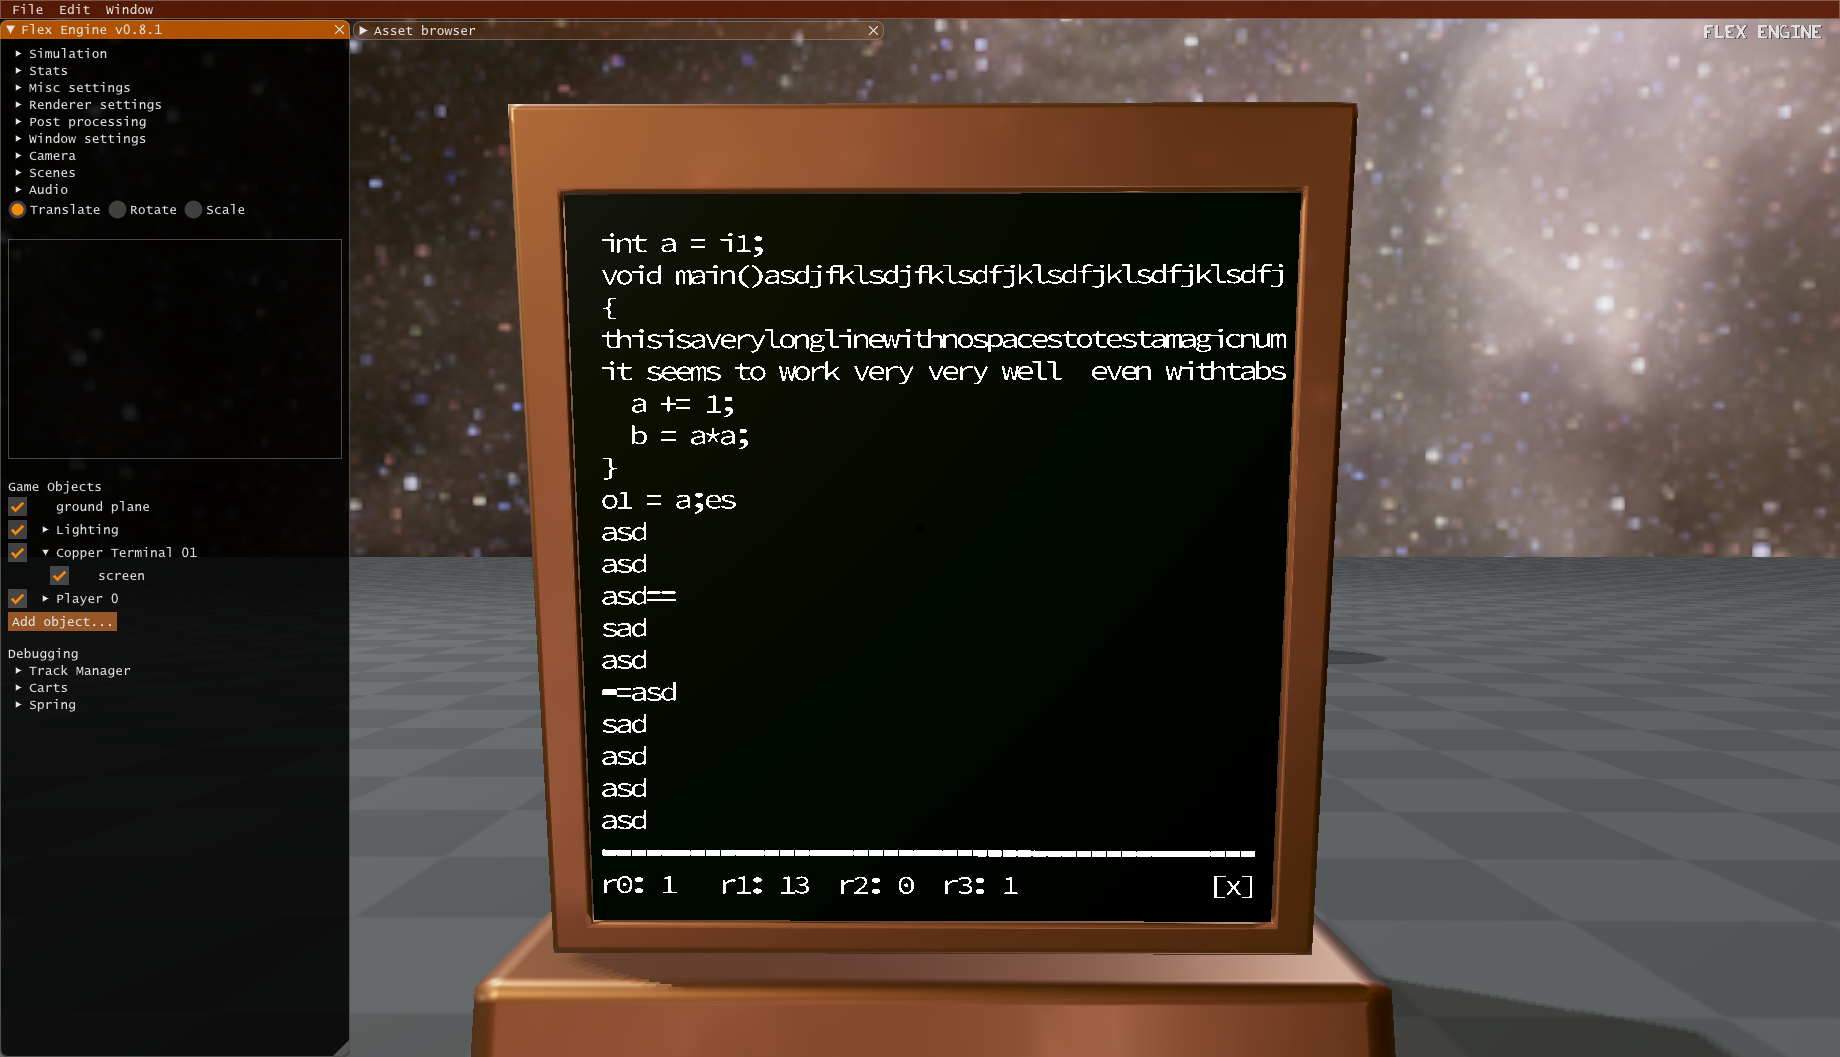 File Edit Window
Flex Engine v0.8.1
Asset browser
FLEX ENGINE
Simulation
Stats
Misc settings
Renderer settings
Post processing
Window settings
Camera
Scenes
Audio
Translate Rotate Scale
Game Objects
ground plane
Lighting
Copper Terminal 01
screen
Player 0
Add object...
Debugging
Track Manager
Carts
Spring
int a = i1;
void main()asdjfklsdjfklsdfjklsdfjklsdfjklsdfj
{
thisisaverylonglinewithnospacestotestamagicnum
it seems to work very very well  even withtabs
  a += 1;
  b = a*a;
}
o1 = a;es
asd
asd
asd==
sad
asd
==asd
sad
asd
asd
asd
r0: 1   r1: 13  r2: 0  r3: 1   [x]